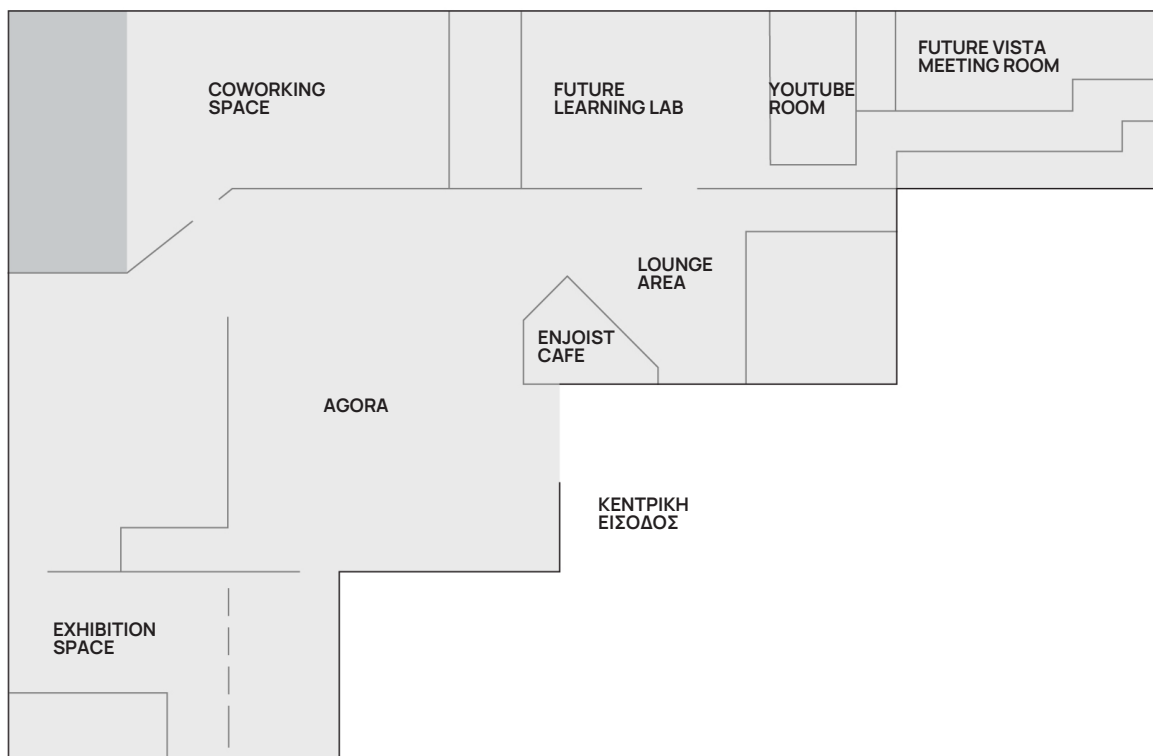 COWORKING
SPACE
FUTURE
LEARNING LAB
YOUTUBE
ROOM
FUTURE VISTA
MEETING ROOM
LOUNGE
AREA
ENJOIST
CAFE
AGORA
ΚΕΝΤΡΙΚΗ
ΕΙΣΟΔΟΣ
EXHIBITION
SPACE